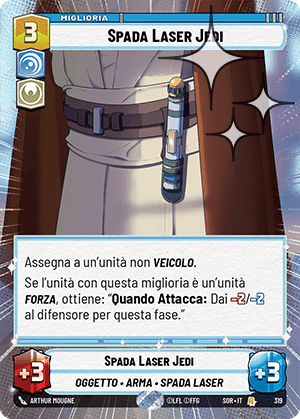 MIGLIORIA
3
SPADA LASER JEDI
Assegna a un'unità non VEICOLO.
Se l'unità con questa miglioria è un'unità
FORZA, ottiene: “Quando Attacca: Dai -2/-2
al difensore per questa fase.”
SPADA LASER JEDI
+3
OGGETTO • ARMA • SPADA LASER
+3
ARTHUR MOUGNE
©LFL ©FFG
SOR • IT
319